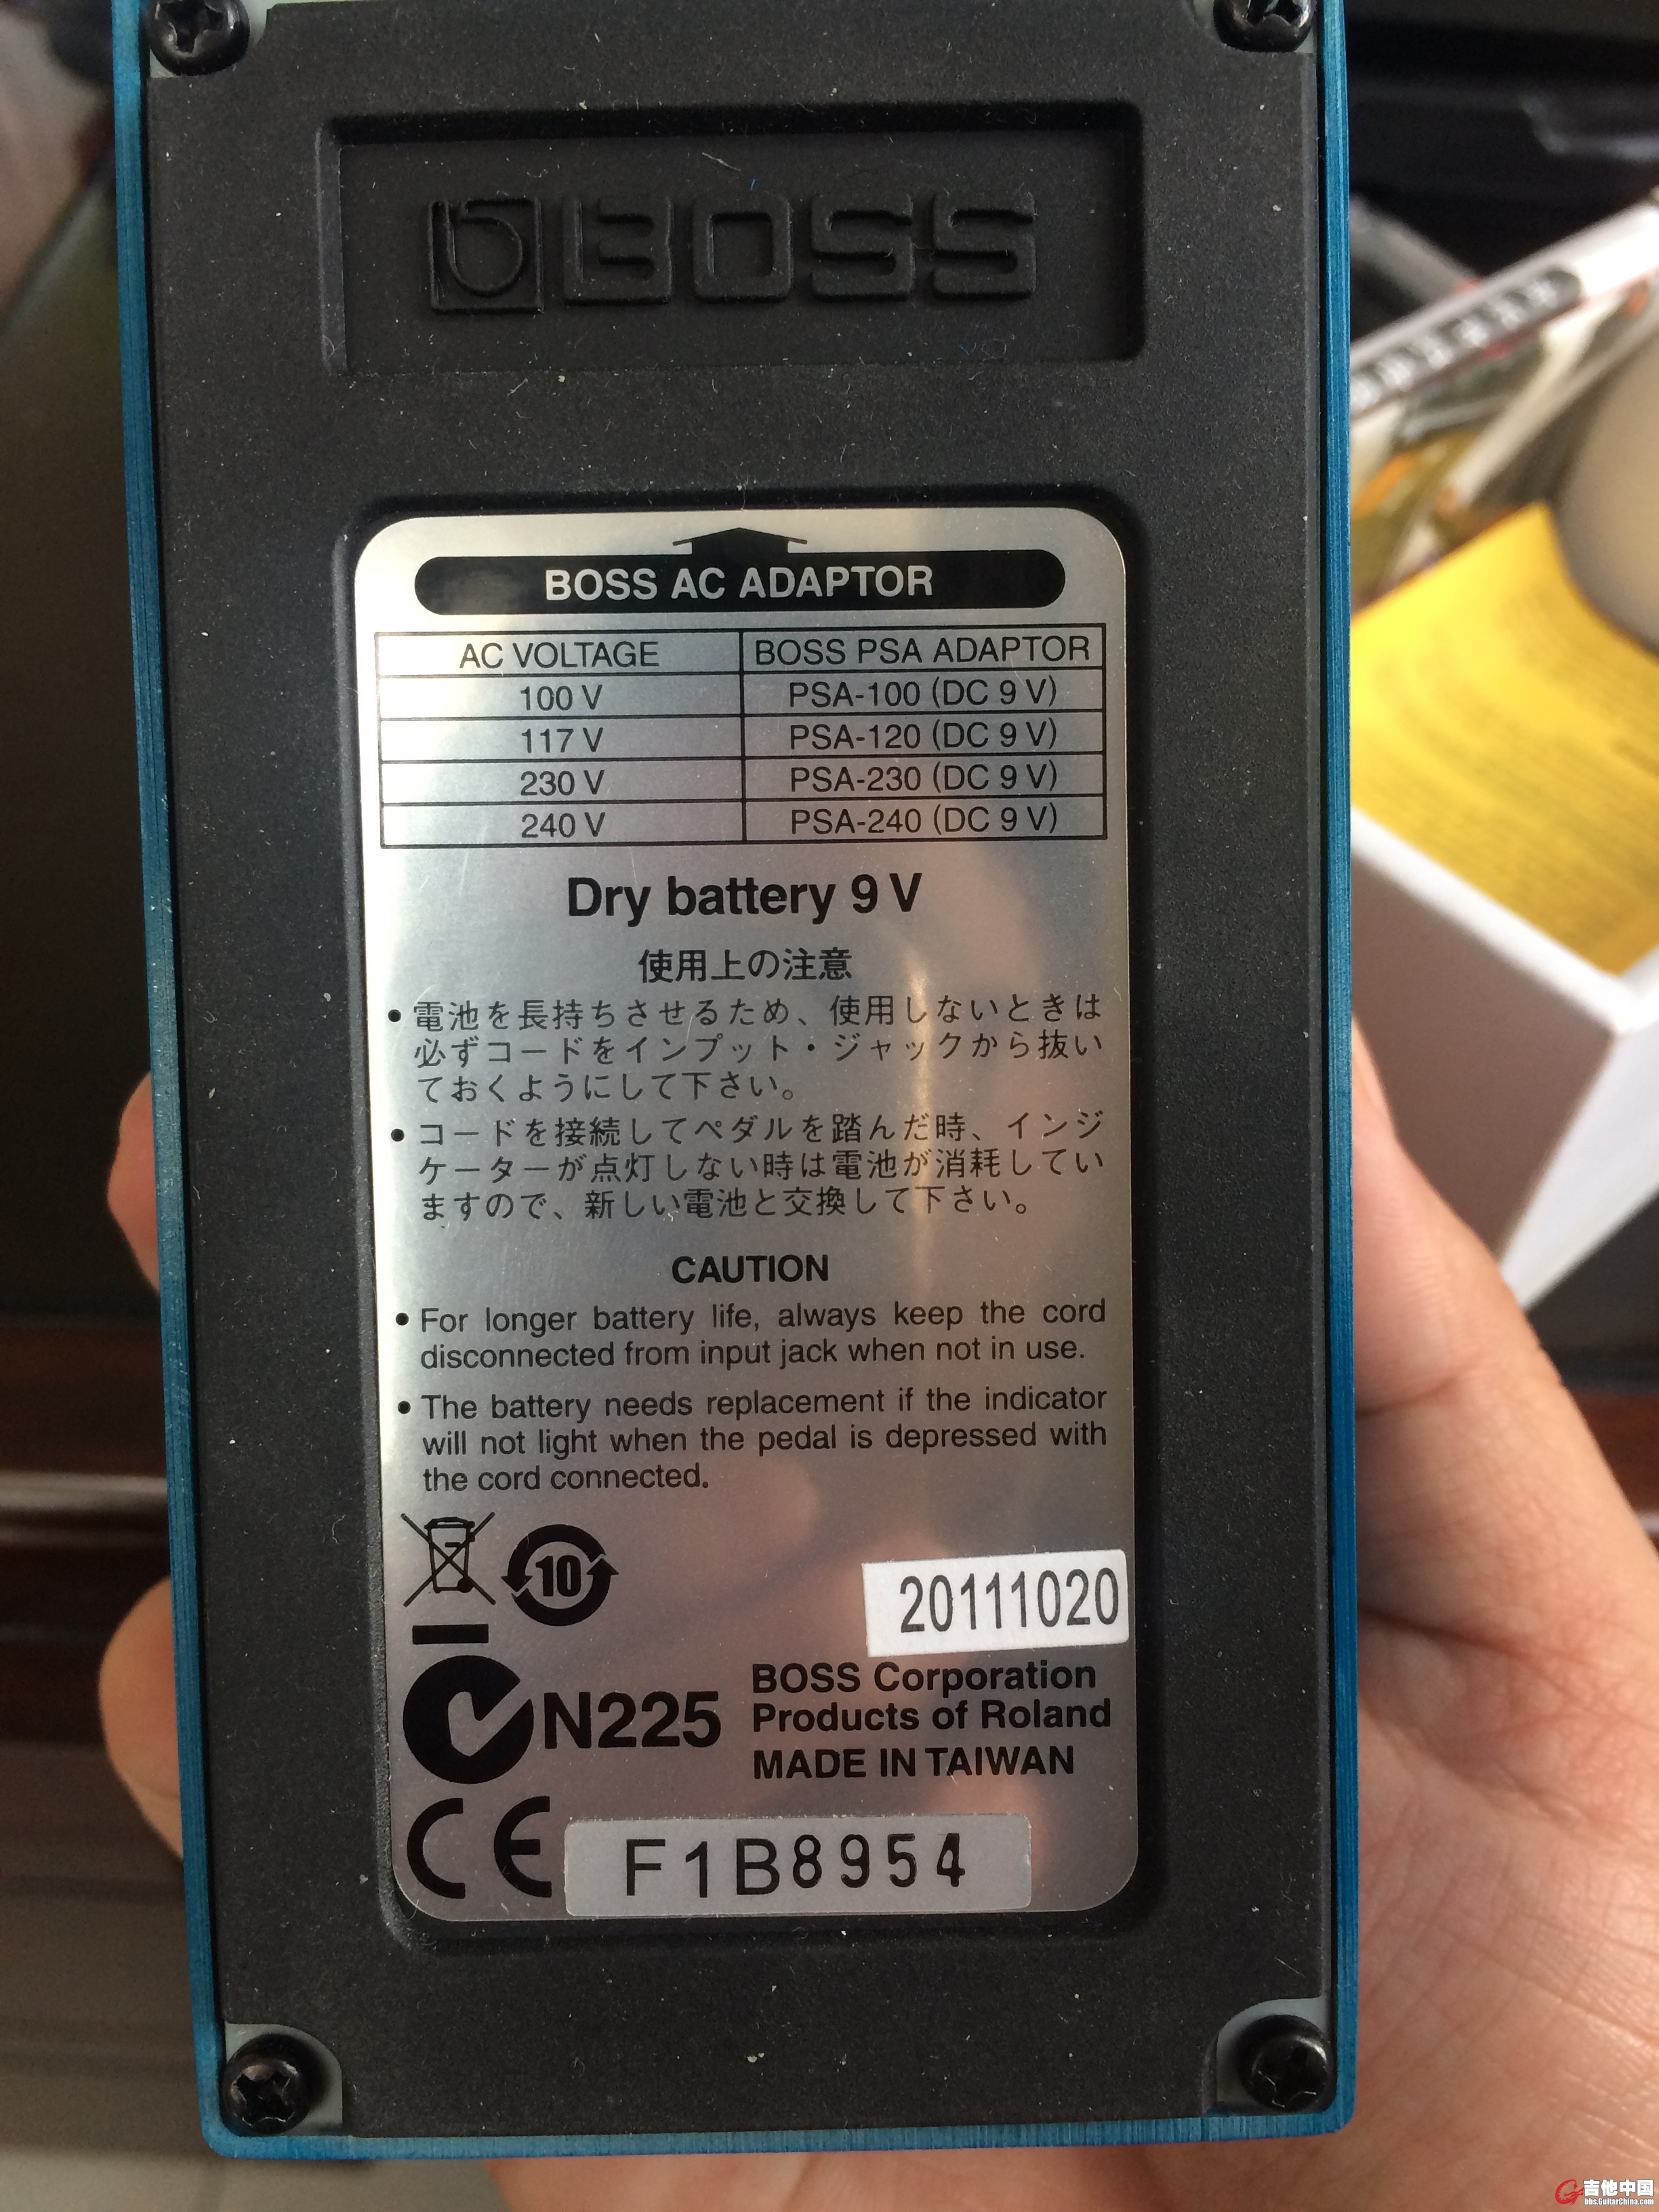 BOSS
BOSS AC ADAPTOR
AC VOLTAGE BOSS PSA ADAPTOR
100 V PSA-100 (DC 9 V)
117 V PSA-120 (DC 9 V)
230 V PSA-230 (DC 9 V)
240 V PSA-240 (DC 9 V)
Dry battery 9 V
使用上の注意
• 電池を長持ちさせるため、使用しないときは
必ずコードをインプット・ジャックから抜い
ておくようにして下さい。
• コードを接続してペダルを踏んだ時、インジ
ケーターが点灯しない時は電池が消耗してい
ますので、新しい電池と交換して下さい。
CAUTION
• For longer battery life, always keep the cord
disconnected from input jack when not in use.
• The battery needs replacement if the indicator
will not light when the pedal is depressed with
the cord connected.
10
20111020
N225
BOSS Corporation
Products of Roland
MADE IN TAIWAN
CE
F1B8954
吉他中国
bbs.GuitarChina.com